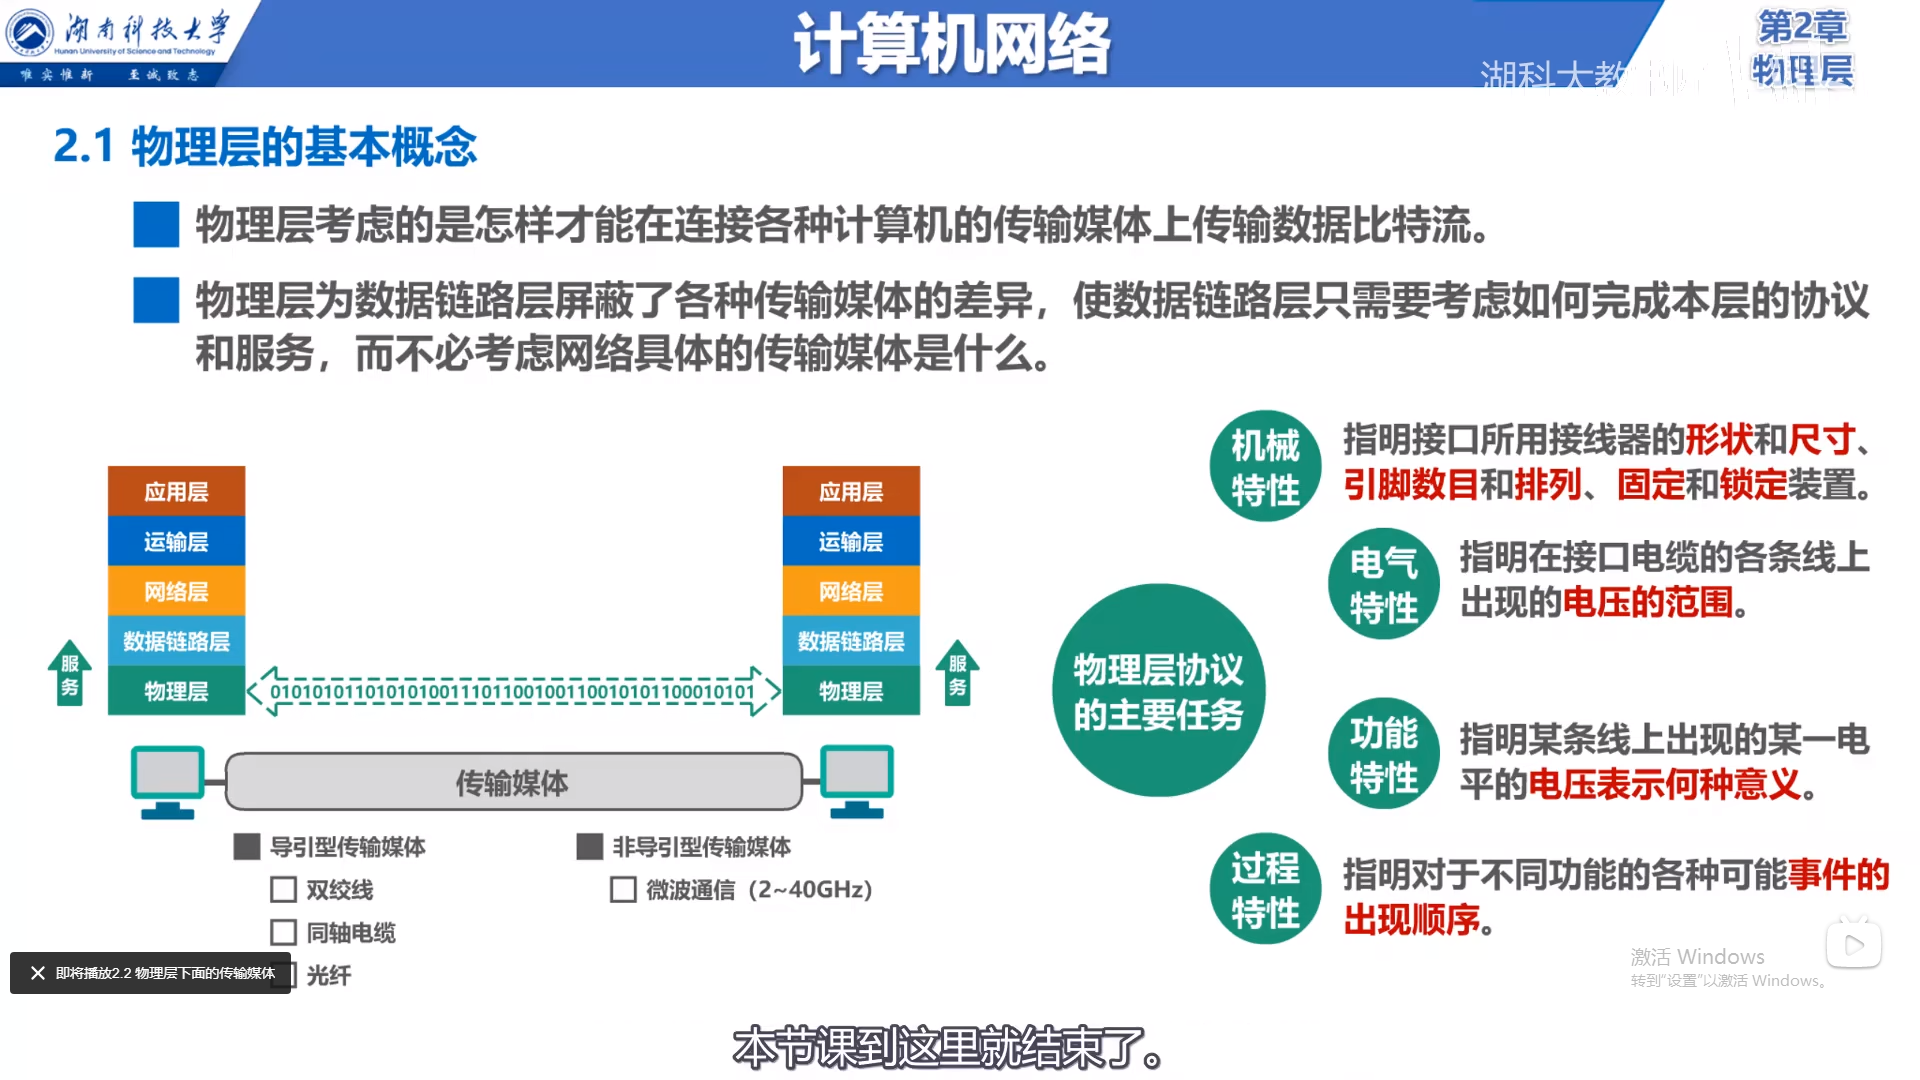 湖南科技大学
Hunan University of Science and Technology
唯实惟新 至诚致志
计算机网络
第2章
物理层
湖科大教
2.1 物理层的基本概念
物理层考虑的是怎样才能在连接各种计算机的传输媒体上传输数据比特流。
物理层为数据链路层屏蔽了各种传输媒体的差异，使数据链路层只需要考虑如何完成本层的协议
和服务，而不必考虑网络具体的传输媒体是什么。
应用层
运输层
网络层
数据链路层
物理层
服务
0101010110101010011101100100110010101100010101
应用层
运输层
网络层
数据链路层
物理层
服务
传输媒体
导引型传输媒体
双绞线
同轴电缆
光纤
非导引型传输媒体
微波通信（2~40GHz）
物理层协议
的主要任务
机械
特性
指明接口所用接线器的形状和尺寸、
引脚数目和排列、固定和锁定装置。
电气
特性
指明在接口电缆的各条线上
出现的电压的范围。
功能
特性
指明某条线上出现的某一电
平的电压表示何种意义。
过程
特性
指明对于不同功能的各种可能事件的
出现顺序。
即将播放2.2 物理层下面的传输媒体
激活 Windows
转到“设置”以激活 Windows。
本节课到这里就结束了。